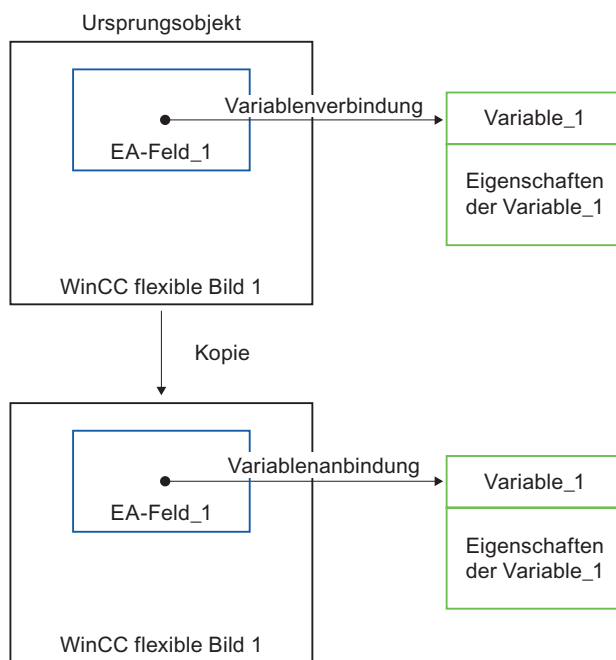 Ursprungsobjekt
Variablenverbindung
Variable_1
EA-Feld_1
Eigenschaften
der Variable_1
WinCC flexible Bild 1
Kopie
Variablenanbindung
Variable_1
EA-Feld_1
Eigenschaften
der Variable_1
WinCC flexible Bild 1